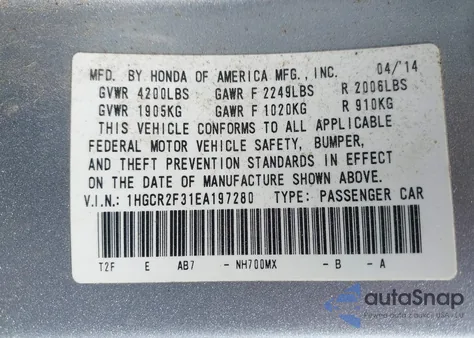 MFD. BY HONDA OF AMERICA MFG., INC. 04/'14
GVWR 4200LBS GAWR F 2249LBS R 2006LBS
GVWR 1905KG GAWR F 1020KG R 910KG
THIS VEHICLE CONFORMS TO ALL APPLICABLE
FEDERAL MOTOR VEHICLE SAFETY, BUMPER,
AND THEFT PREVENTION STANDARDS IN EFFECT
ON THE DATE OF MANUFACTURE SHOWN ABOVE.
V.I.N.: 1HGCR2F31EA197280 TYPE: PASSENGER CAR
T2F E AB7 - NH700MX - B - A
autoSnap